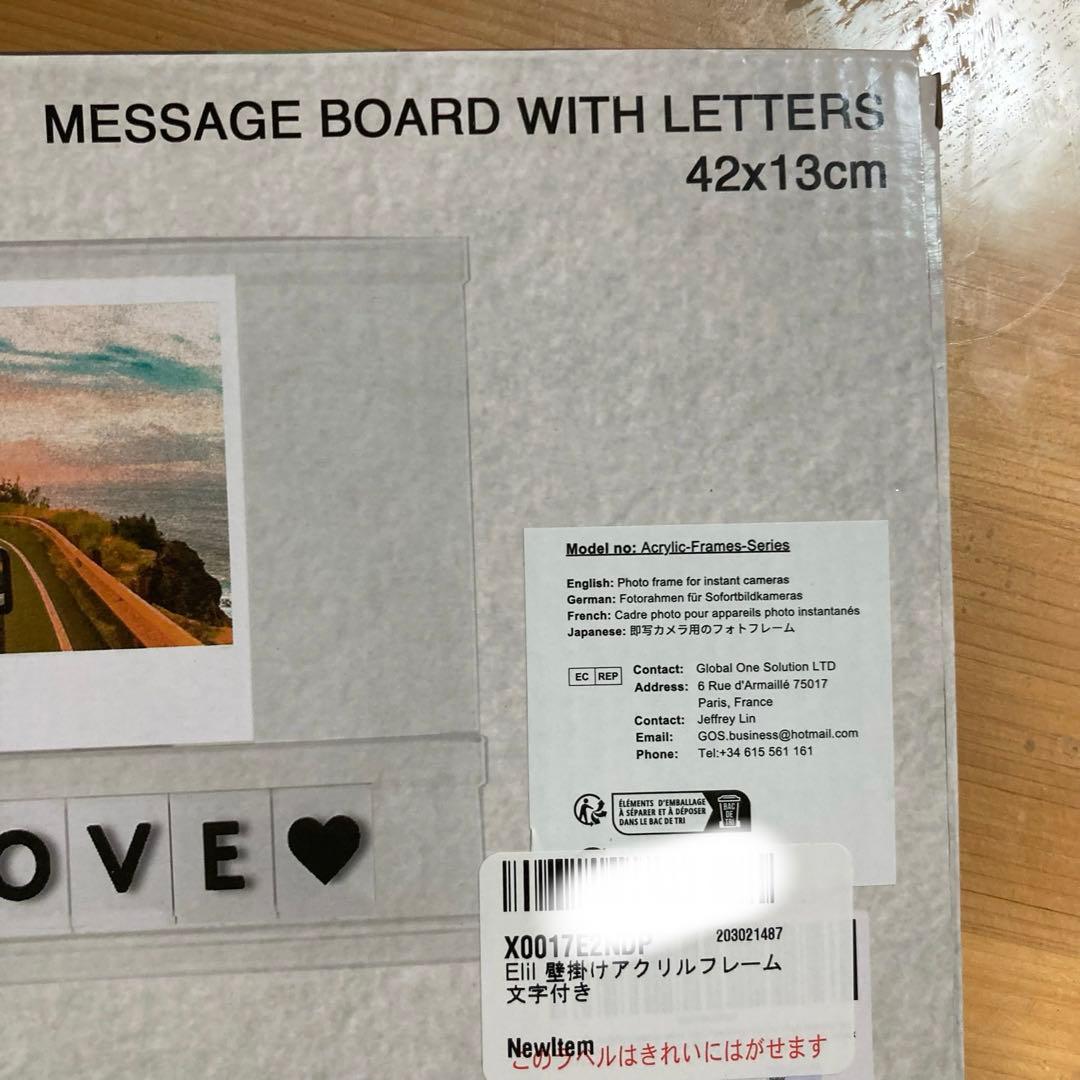 MESSAGE BOARD WITH LETTERS
42x13cm
OVE♥
Model no: Acrylic-Frames-Series
English: Photo frame for instant cameras
German: Fotorahmen für Sofortbildkameras
French: Cadre photo pour appareils photo instantanés
Japanese: 即写カメラ用のフォトフレーム
EC REP
Contact: Global One Solution LTD
Address: 6 Rue d'Armaillé 75017
Paris, France
Contact: Jeffrey Lin
Email: GOS.business@hotmail.com
Phone: Tel:+34 615 561 161
ÉLÉMENTS D'EMBALLAGE
À SÉPARER ET À DÉPOSER
DANS LE BAC DE TRI
BAC
DE
TRI
203021487
X0017E2NDP
Elil 壁掛けアクリルフレーム
文字付き
NewItem
このラベルはきれいにはがせます